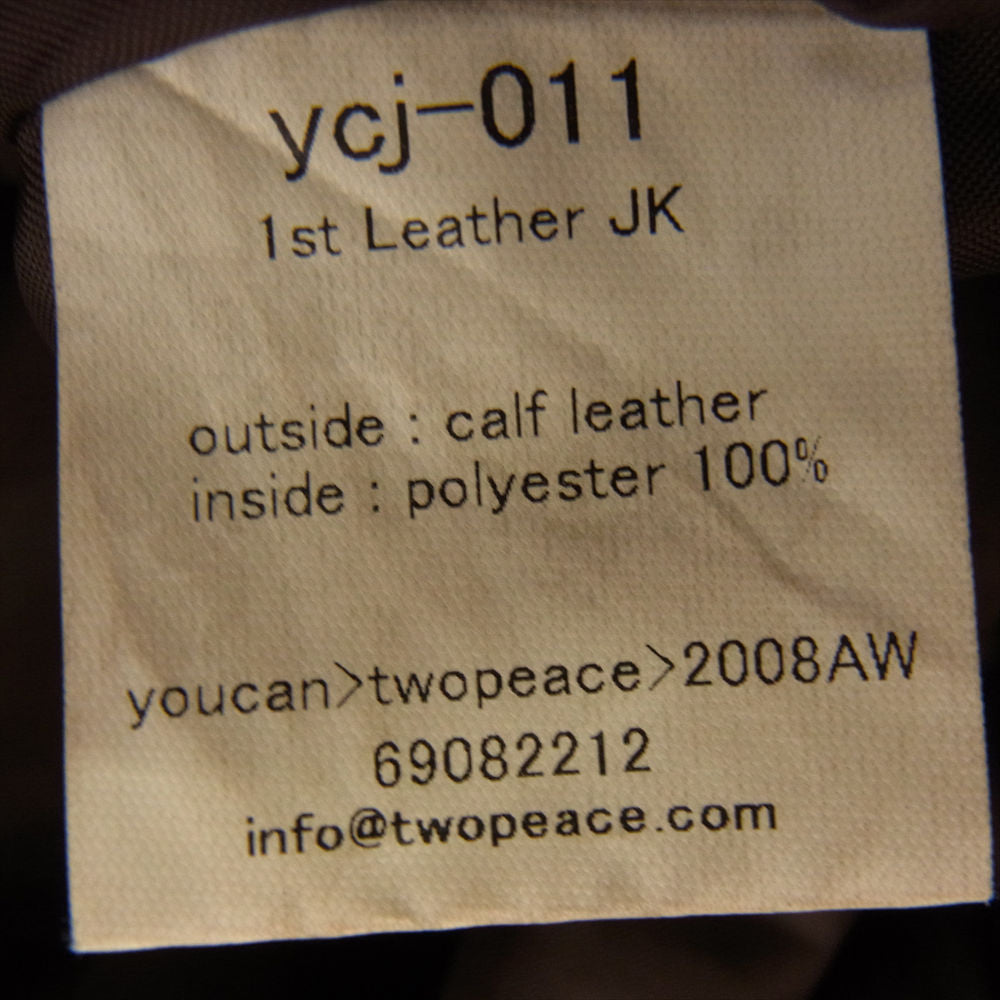 ycj-011
1st Leather JK
outside : calf leather
inside : polyester 100%
youcan>twopeace>2008AW
69082212
info@twopeace.com